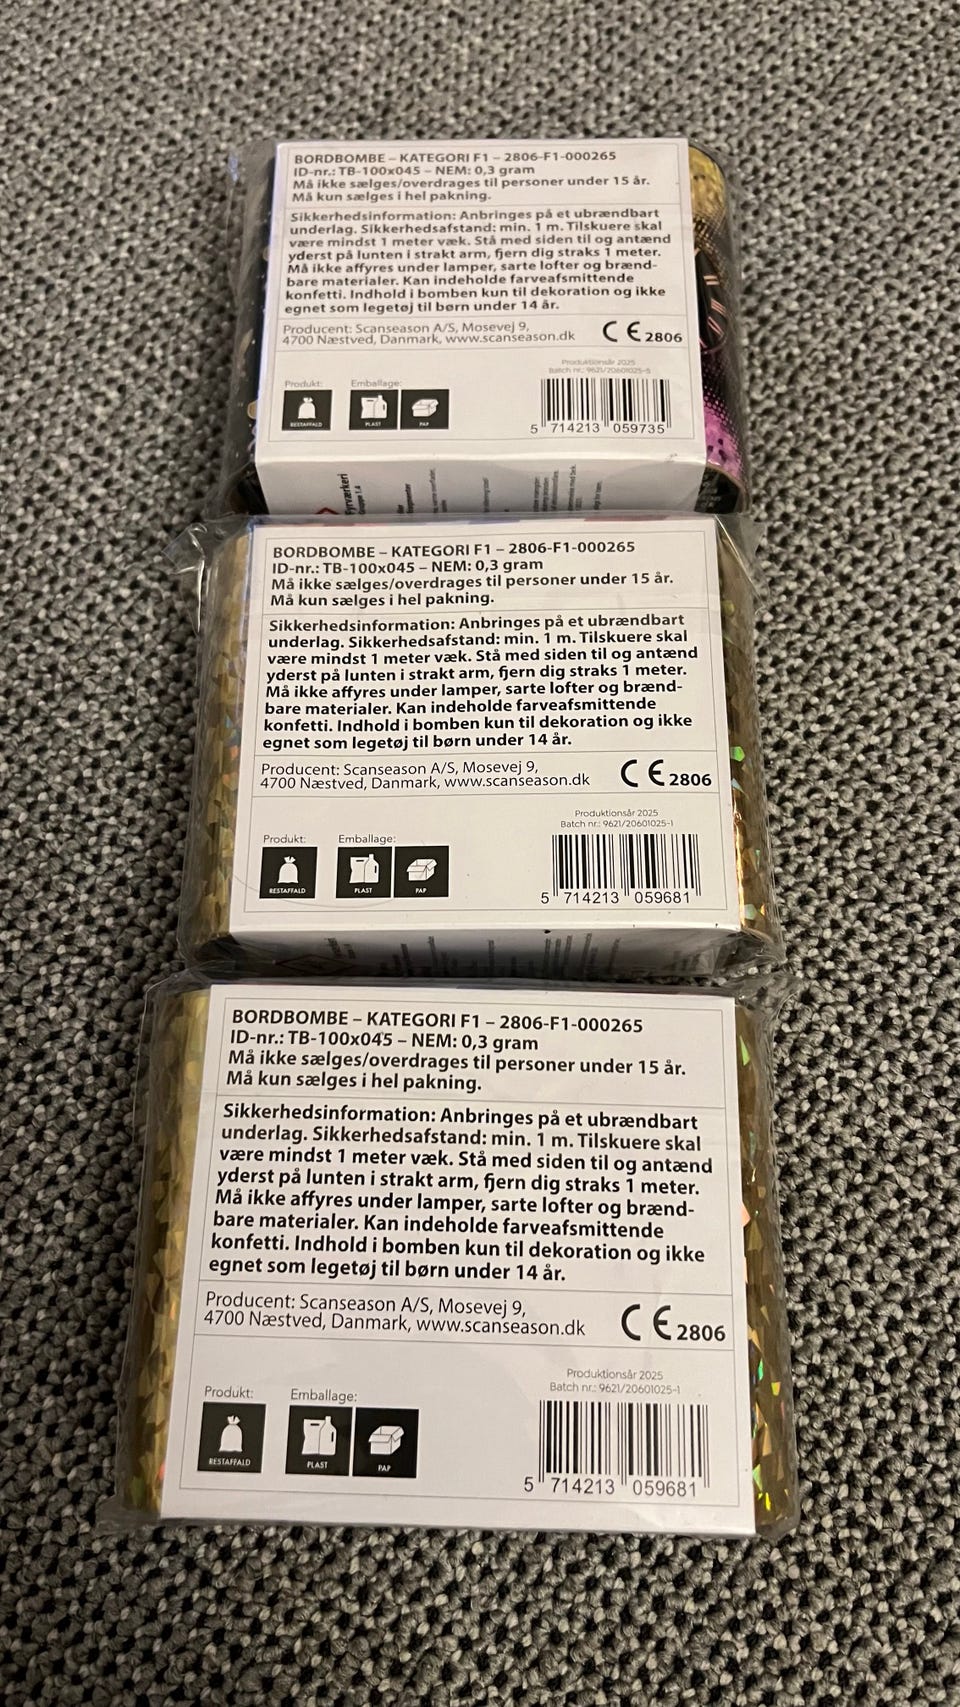 BORDBOMBE – KATEGORI F1 – 2806-F1-000265
ID-nr.: TB-100x045 – NEM: 0,3 gram
Må ikke sælges/overdrages til personer under 15 år.
Må kun sælges i hel pakning.
Sikkerhedsinformation: Anbringes på et ubrændbart
underlag. Sikkerhedsafstand: min. 1 m. Tilskuere skal
være mindst 1 meter væk. Stå med siden til og antænd
yderst på lunten i strakt arm, fjern dig straks 1 meter.
Må ikke affyres under lamper, sarte lofter og brænd-
bare materialer. Kan indeholde farveafsmittende
konfetti. Indhold i bomben kun til dekoration og ikke
egnet som legetøj til børn under 14 år.
Producent: Scanseason A/S, Mosevej 9,
4700 Næstved, Danmark, www.scanseason.dk
CE 2806
Produktionsår 2025
Batch nr.: 9621/20601025-5
Produkt: Emballage:
RESTAFFALD PLAST PAP
5 714213 059735
BORDBOMBE – KATEGORI F1 – 2806-F1-000265
ID-nr.: TB-100x045 – NEM: 0,3 gram
Må ikke sælges/overdrages til personer under 15 år.
Må kun sælges i hel pakning.
Sikkerhedsinformation: Anbringes på et ubrændbart
underlag. Sikkerhedsafstand: min. 1 m. Tilskuere skal
være mindst 1 meter væk. Stå med siden til og antænd
yderst på lunten i strakt arm, fjern dig straks 1 meter.
Må ikke affyres under lamper, sarte lofter og brænd-
bare materialer. Kan indeholde farveafsmittende
konfetti. Indhold i bomben kun til dekoration og ikke
egnet som legetøj til børn under 14 år.
Producent: Scanseason A/S, Mosevej 9,
4700 Næstved, Danmark, www.scanseason.dk
CE 2806
Produktionsår 2025
Batch nr.: 9621/20601025-1
Produkt: Emballage:
RESTAFFALD PLAST PAP
5 714213 059681
BORDBOMBE – KATEGORI F1 – 2806-F1-000265
ID-nr.: TB-100x045 – NEM: 0,3 gram
Må ikke sælges/overdrages til personer under 15 år.
Må kun sælges i hel pakning.
Sikkerhedsinformation: Anbringes på et ubrændbart
underlag. Sikkerhedsafstand: min. 1 m. Tilskuere skal
være mindst 1 meter væk. Stå med siden til og antænd
yderst på lunten i strakt arm, fjern dig straks 1 meter.
Må ikke affyres under lamper, sarte lofter og brænd-
bare materialer. Kan indeholde farveafsmittende
konfetti. Indhold i bomben kun til dekoration og ikke
egnet som legetøj til børn under 14 år.
Producent: Scanseason A/S, Mosevej 9,
4700 Næstved, Danmark, www.scanseason.dk
CE 2806
Produktionsår 2025
Batch nr.: 9621/20601025-1
Produkt: Emballage:
RESTAFFALD PLAST PAP
5 714213 059681